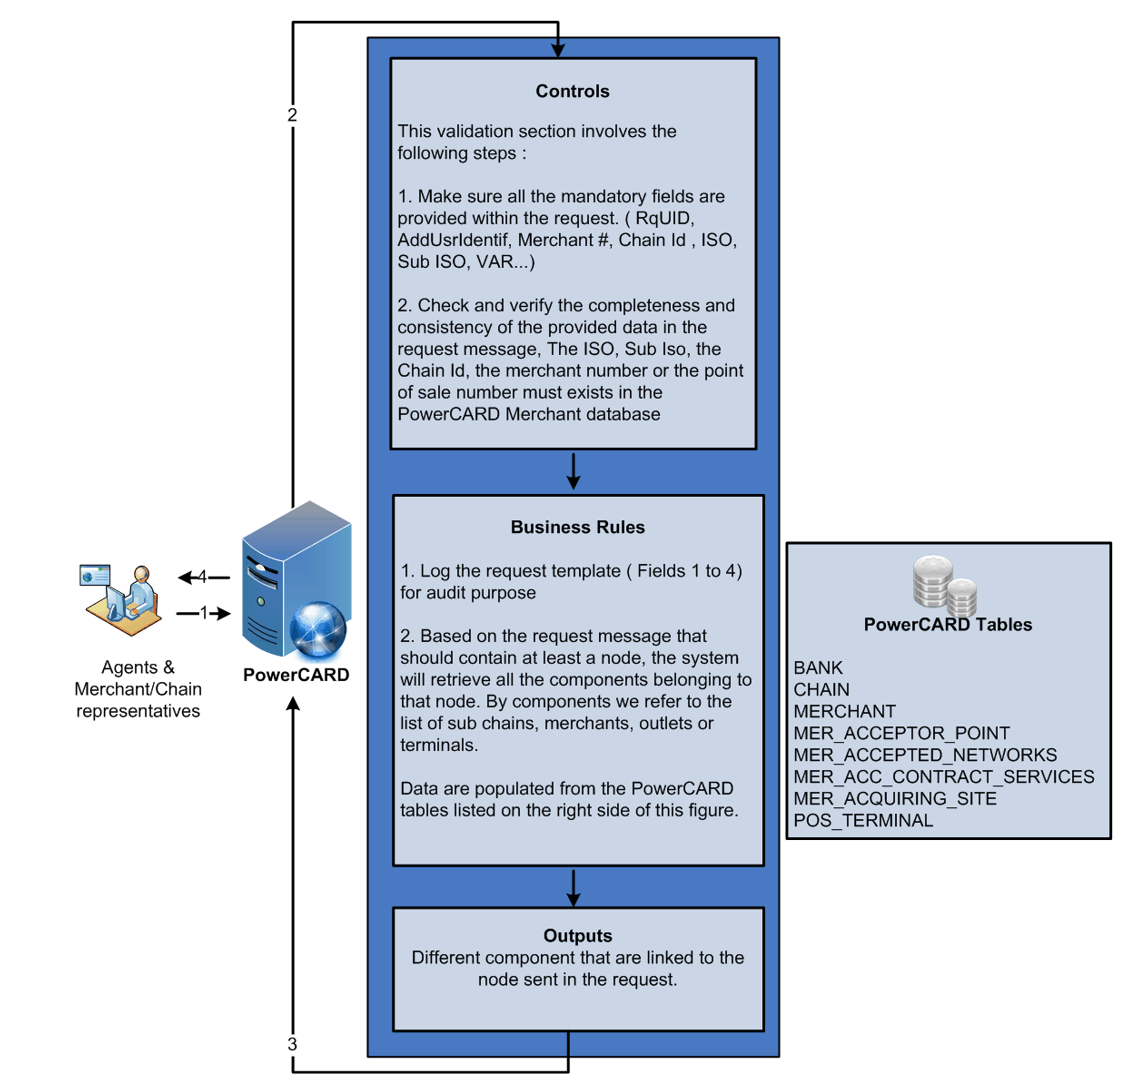 2
Controls
This validation section involves the
following steps :
1. Make sure all the mandatory fields are
provided within the request. ( RqUID,
AddUsrIdentif, Merchant #, Chain Id , ISO,
Sub ISO, VAR...)
2. Check and verify the completeness and
consistency of the provided data in the
request message, The ISO, Sub Iso, the
Chain Id, the merchant number or the point
of sale number must exists in the
PowerCARD Merchant database
Business Rules
1. Log the request template ( Fields 1 to 4)
for audit purpose
2. Based on the request message that
should contain at least a node, the system
will retrieve all the components belonging to
that node. By components we refer to the
list of sub chains, merchants, outlets or
terminals.
Data are populated from the PowerCARD
tables listed on the right side of this figure.
4
1
Agents &
Merchant/Chain
representatives
PowerCARD
PowerCARD Tables
BANK
CHAIN
MERCHANT
MER_ACCEPTOR_POINT
MER_ACCEPTED_NETWORKS
MER_ACC_CONTRACT_SERVICES
MER_ACQUIRING_SITE
POS_TERMINAL
Outputs
Different component that are linked to the
node sent in the request.
3